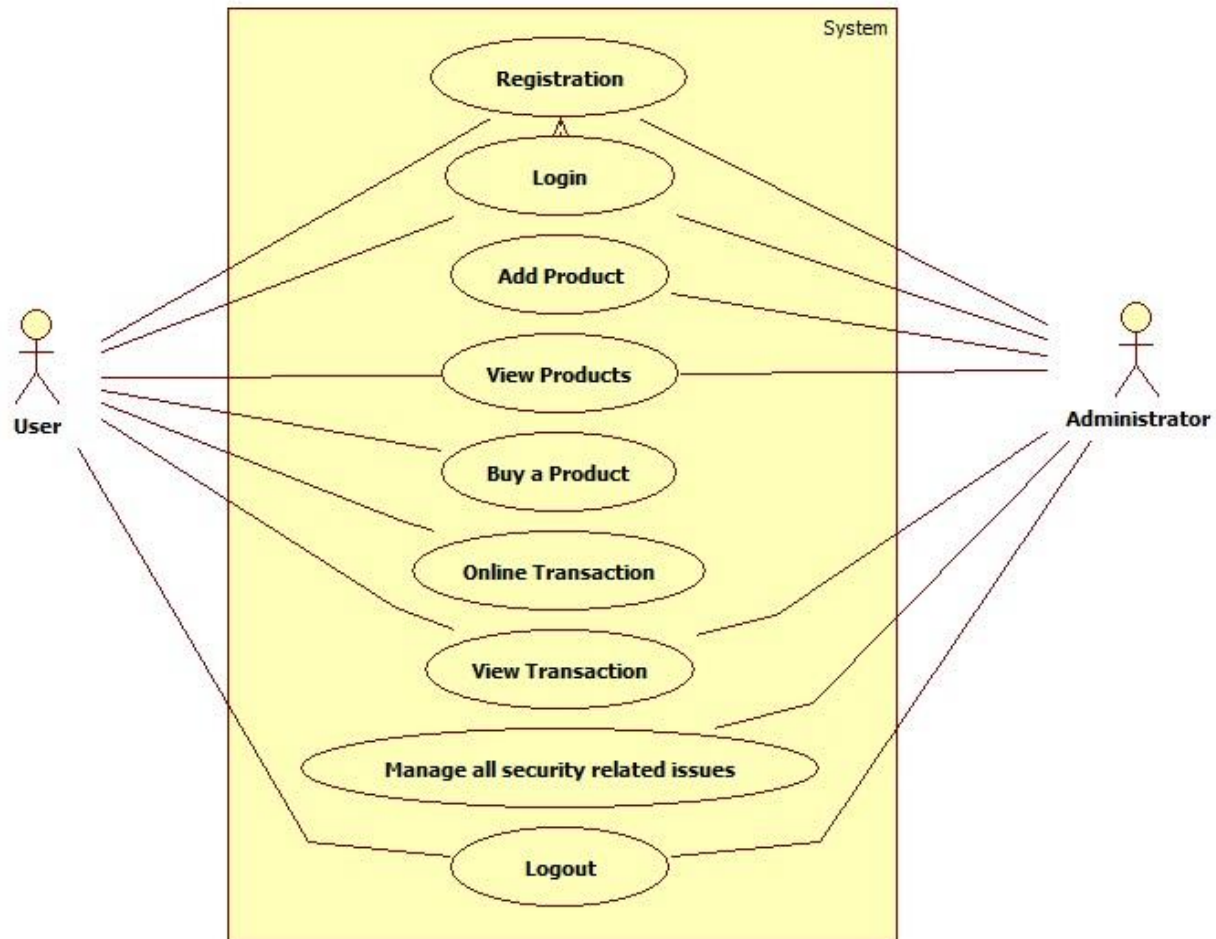 System
Registration
Login
Add Product
View Products
User
Administrator
Buy a Product
Online Transaction
View Transaction
Manage all security related issues
Logout